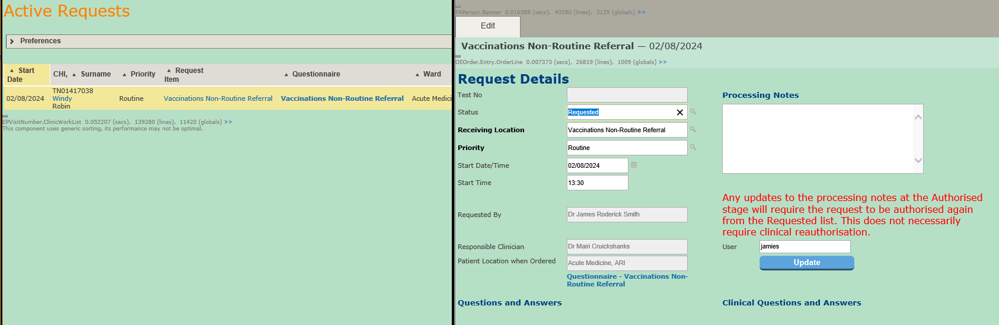 Active Requests
Preferences
Start Date
CHI, Surname
Priority
Request Item
Questionnaire
Ward
02/08/2024
TN01417038
Windy
Robin
Routine
Vaccinations Non-Routine Referral
Vaccinations Non-Routine Referral
Acute Medici
EPVisitNumber.ClinicWorkList 0.052207 (secs), 139280 (lines), 11420 (globals) >>
This component uses generic sorting, its performance may not be optimal.
PAPerson.Banner 0.016588 (secs), 40590 (lines), 3139 (globals) >>
Edit
Vaccinations Non-Routine Referral — 02/08/2024
OEOrder.Entry.OrderLine 0.007373 (secs), 26819 (lines), 1009 (globals) >>
Request Details
Test No
Status Requested
Receiving Location Vaccinations Non-Routine Referral
Priority Routine
Start Date/Time 02/08/2024
Start Time 13:30
Requested By Dr James Roderick Smith
Responsible Clinician Dr Mairi Cruickshanks
Patient Location when Ordered Acute Medicine, ARI
Questionnaire - Vaccinations Non-
Routine Referral
Questions and Answers
Processing Notes
Any updates to the processing notes at the Authorised
stage will require the request to be authorised again
from the Requested list. This does not necessarily
require clinical reauthorisation.
User jamies
Update
Clinical Questions and Answers